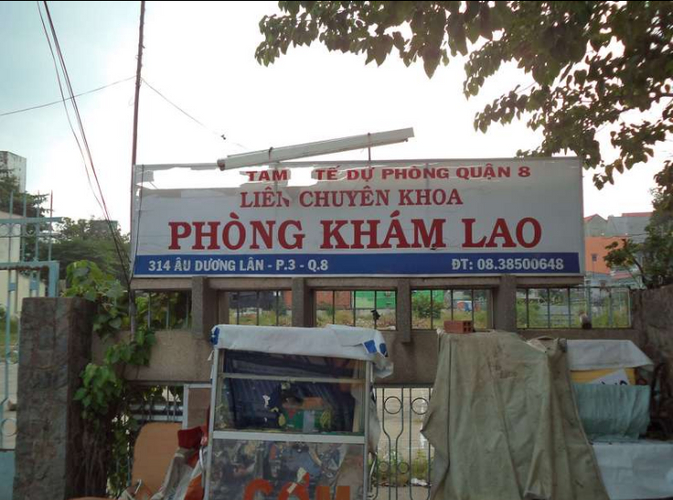 TÂM TẾ DỰ PHÒNG QUẬN 8
LIÊN CHUYÊN KHOA
PHÒNG KHÁM LAO
314 ÂU DƯƠNG LÂN - P.3 - Q.8 ĐT: 08.38500648